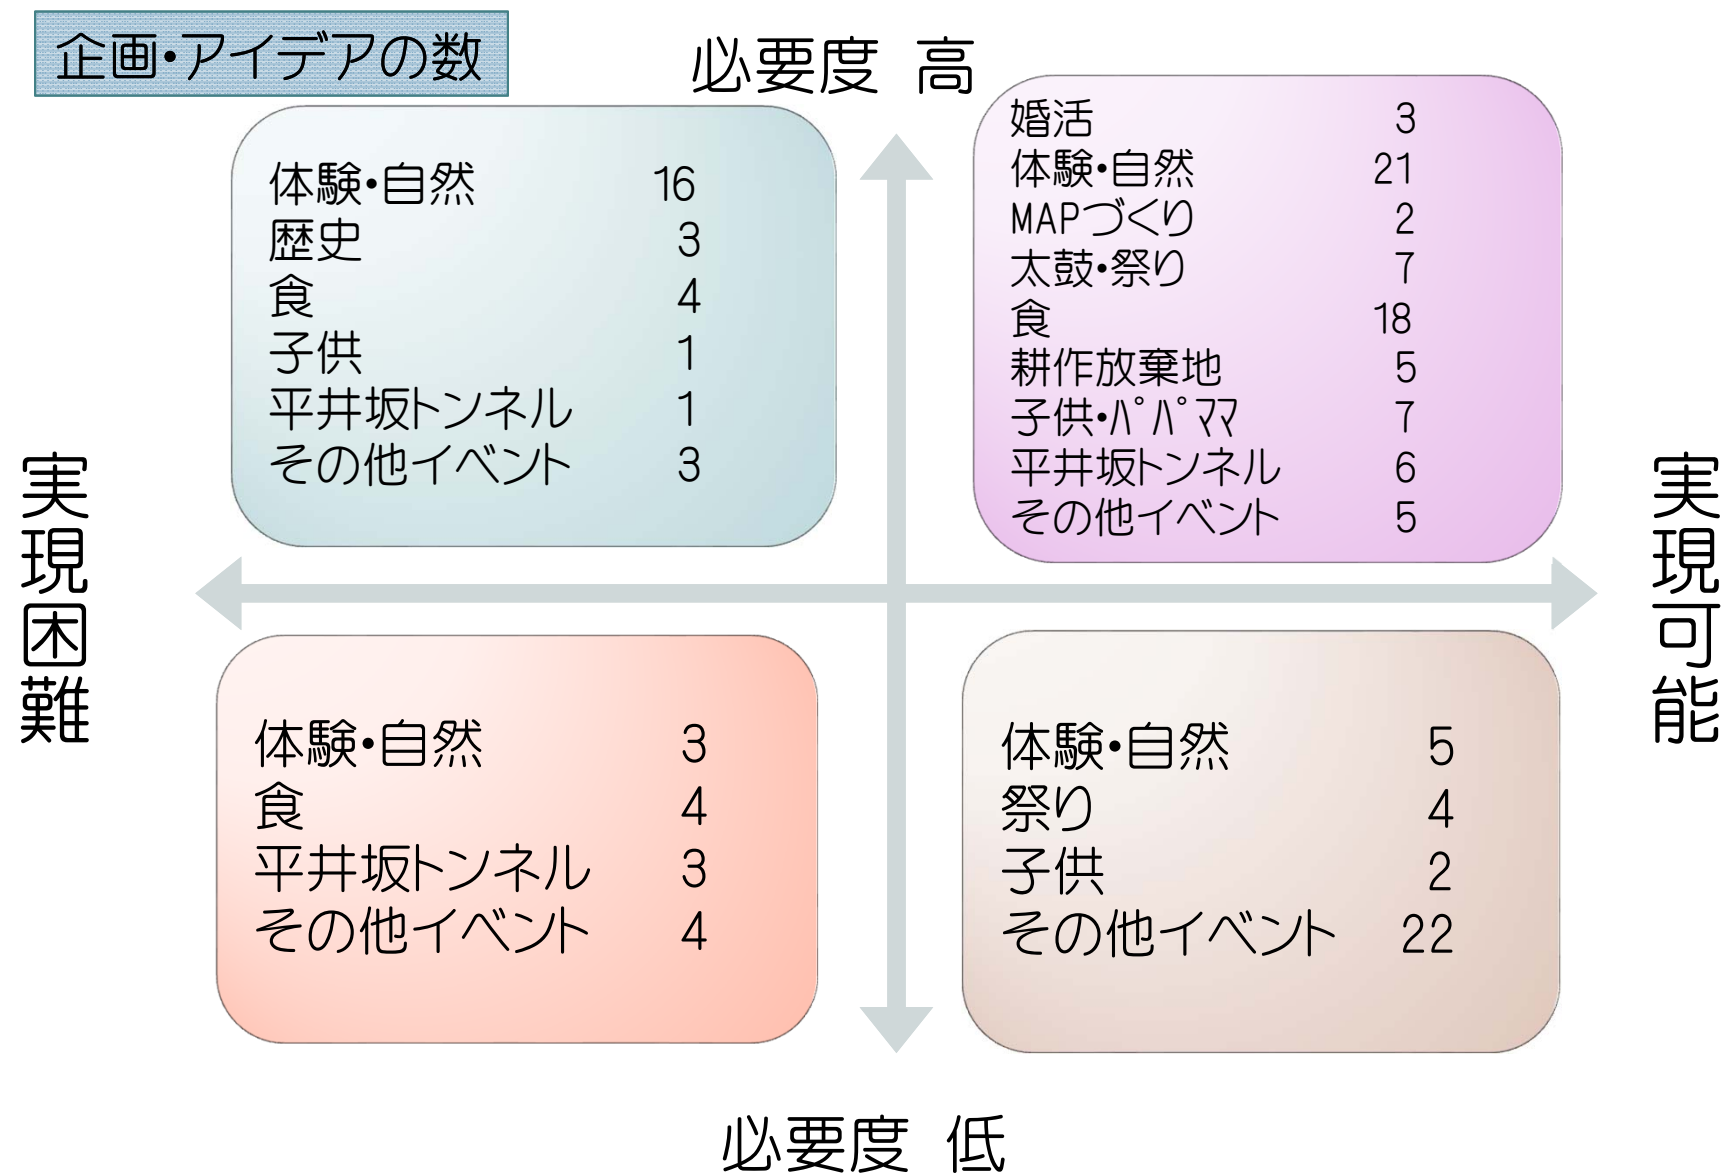 企画・アイデアの数
必要度 高
体験・自然 16
歴史 3
食 4
子供 1
平井坂トンネル 1
その他イベント 3
婚活 3
体験・自然 21
MAPづくり 2
太鼓・祭り 7
食 18
耕作放棄地 5
子供・ﾊﾟﾊﾟﾏﾏ 7
平井坂トンネル 6
その他イベント 5
実現困難
実現可能
体験・自然 3
食 4
平井坂トンネル 3
その他イベント 4
体験・自然 5
祭り 4
子供 2
その他イベント 22
必要度 低